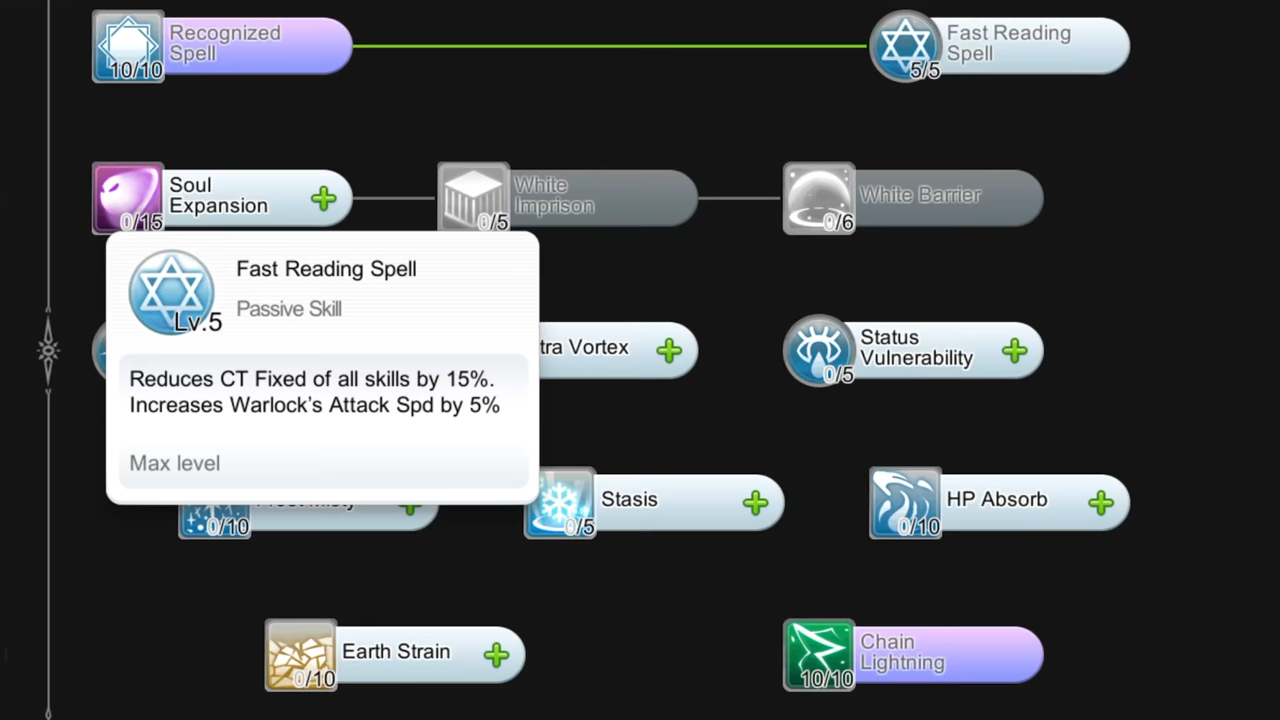 Recognized
Spell
10/10
Fast Reading
Spell
5/5
Soul
Expansion
0/15
White
Imprison
0/5
White Barrier
0/6
Fast Reading Spell
Passive Skill
Lv.5
Reduces CT Fixed of all skills by 15%.
Increases Warlock's Attack Spd by 5%
Max level
tra Vortex
Status
Vulnerability
0/5
0/10
Stasis
0/5
HP Absorb
0/10
Earth Strain
0/10
Chain
Lightning
10/10